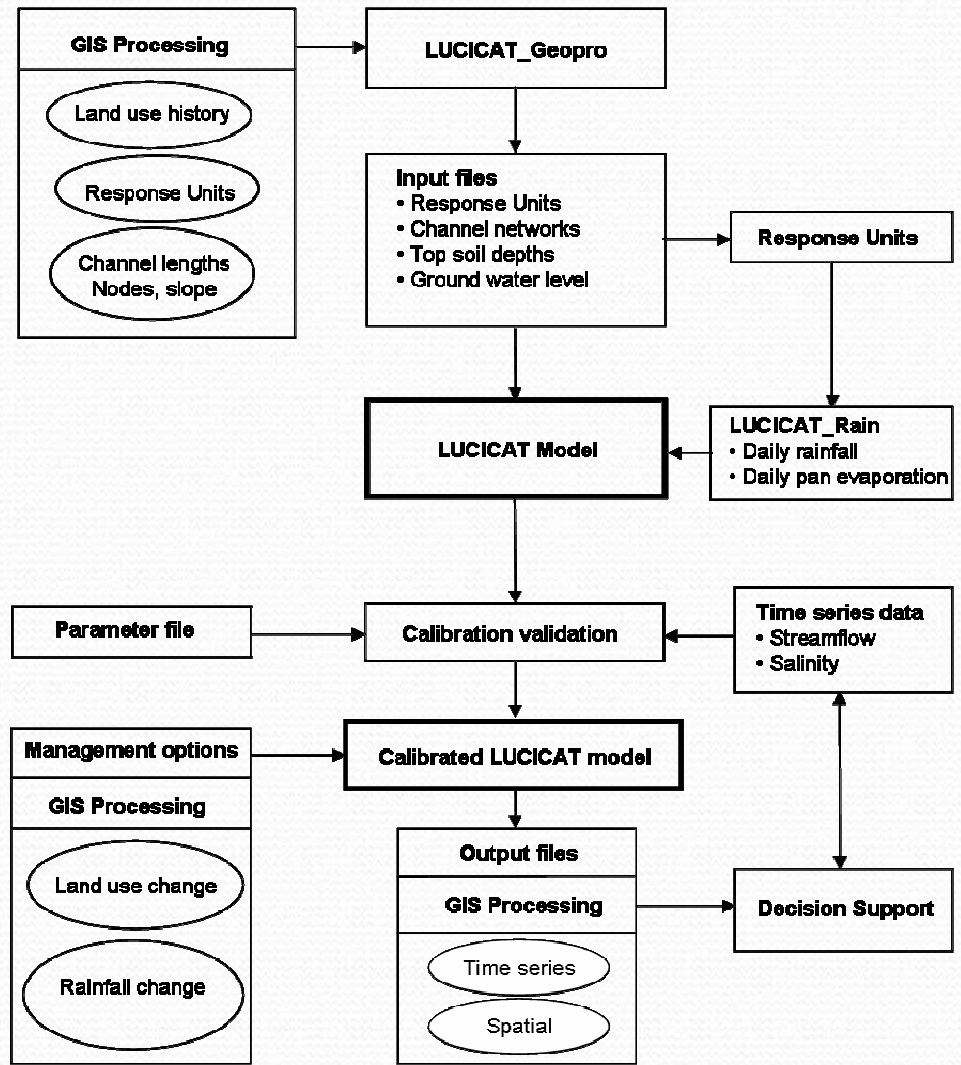 GIS Processing
Land use history
Response Units
Channel lengths
Nodes, slope
LUCICAT_Geopro
Input files
• Response Units
• Channel networks
• Top soil depths
• Ground water level
Response Units
LUCICAT_Rain
• Daily rainfall
• Daily pan evaporation
LUCICAT Model
Parameter file
Calibration validation
Time series data
• Streamflow
• Salinity
Management options
GIS Processing
Land use change
Rainfall change
Calibrated LUCICAT model
Output files
GIS Processing
Time series
Spatial
Decision Support